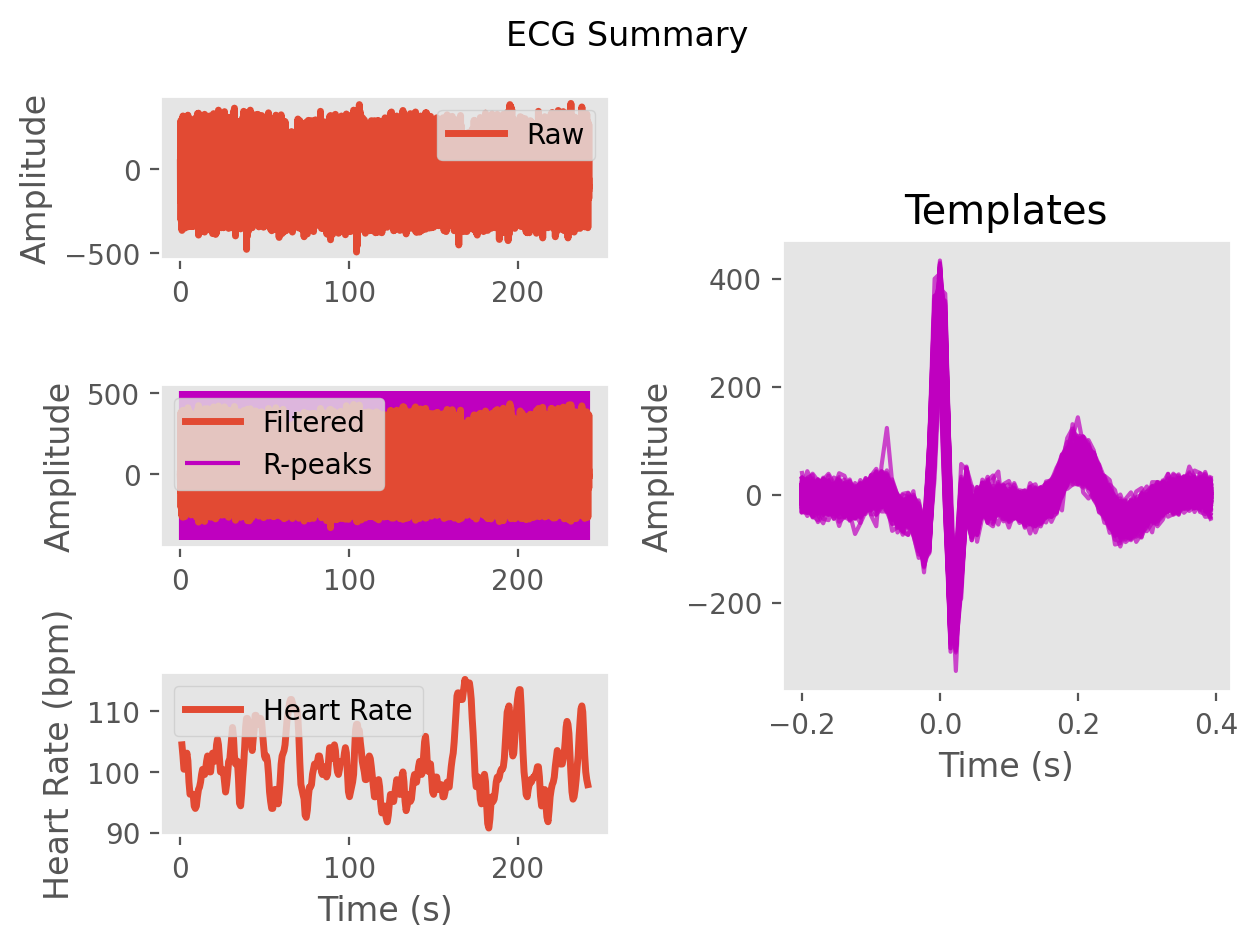 ECG Summary
Amplitude
0
−500
Raw
0
100
200
Amplitude
500
0
Filtered
R-peaks
0
100
200
Heart Rate (bpm)
110
100
90
Heart Rate
0
100
200
Time (s)
Templates
Amplitude
400
200
0
−200
−0.2
0.0
0.2
0.4
Time (s)